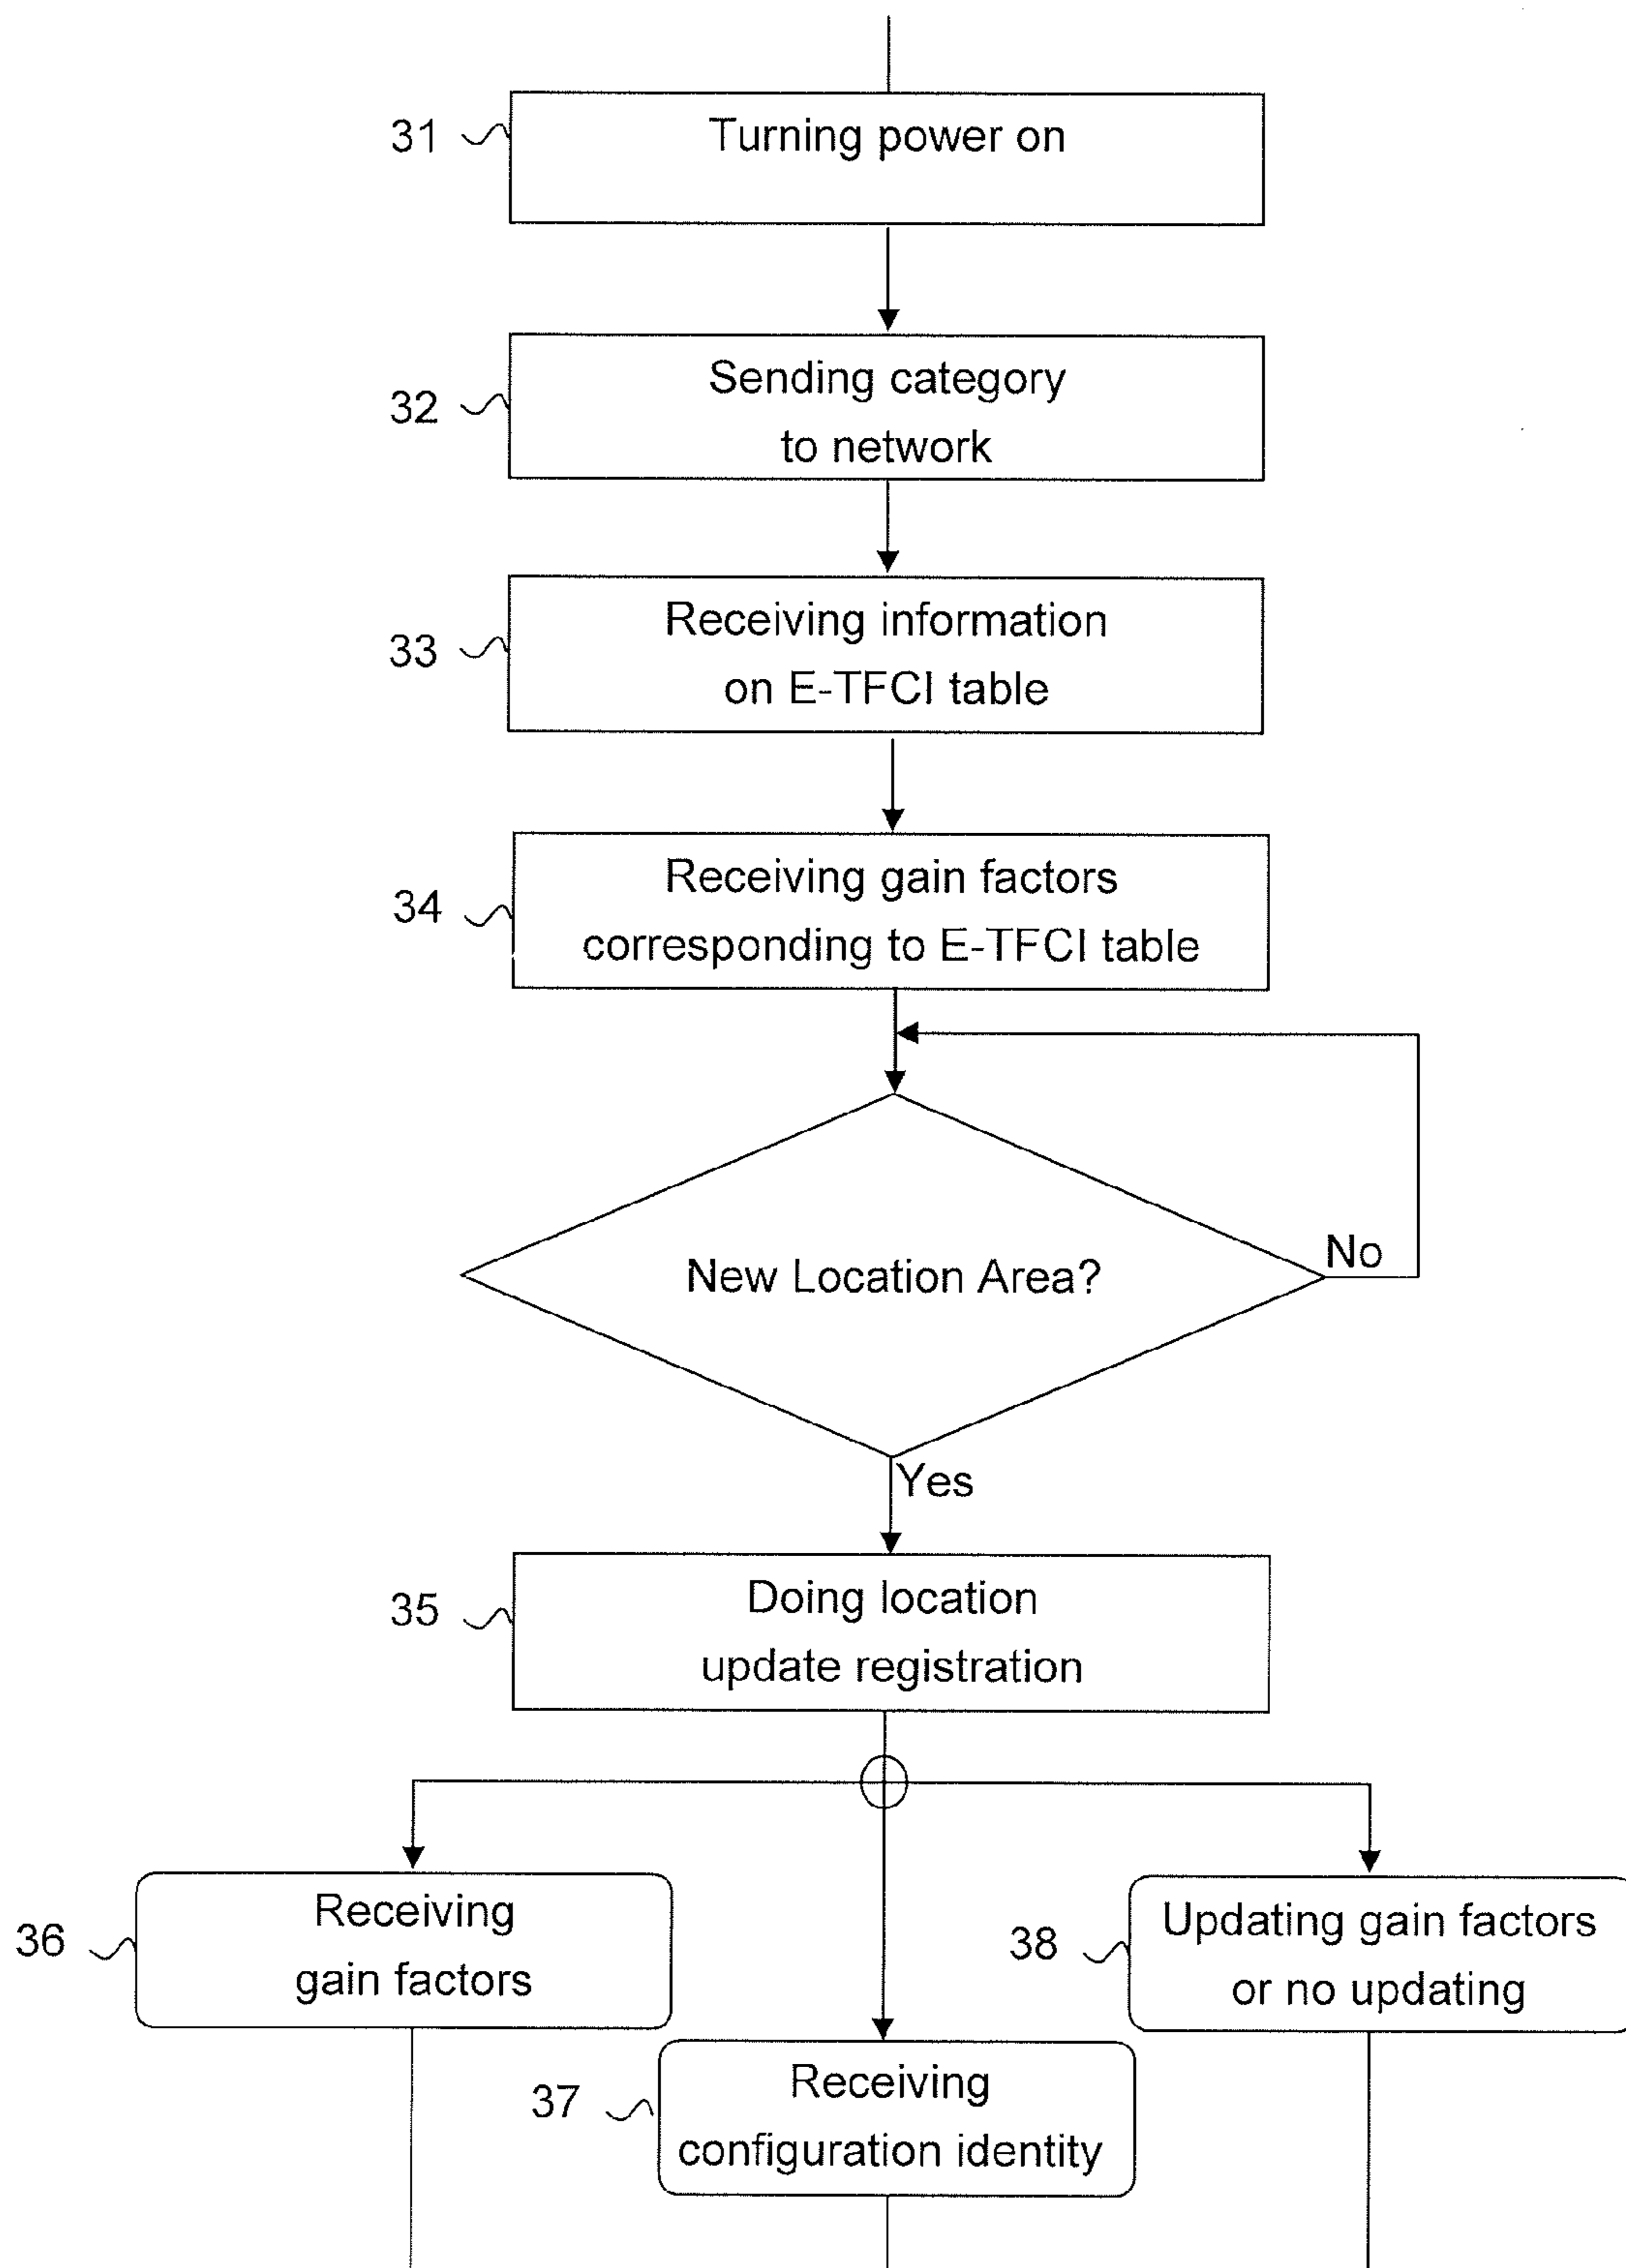 31
Turning power on
32
Sending category
to network
33
Receiving information
on E-TFCI table
34
Receiving gain factors
corresponding to E-TFCI table
New Location Area?
No
Yes
35
Doing location
update registration
36
Receiving
gain factors
38
Updating gain factors
or no updating
37
Receiving
configuration identity